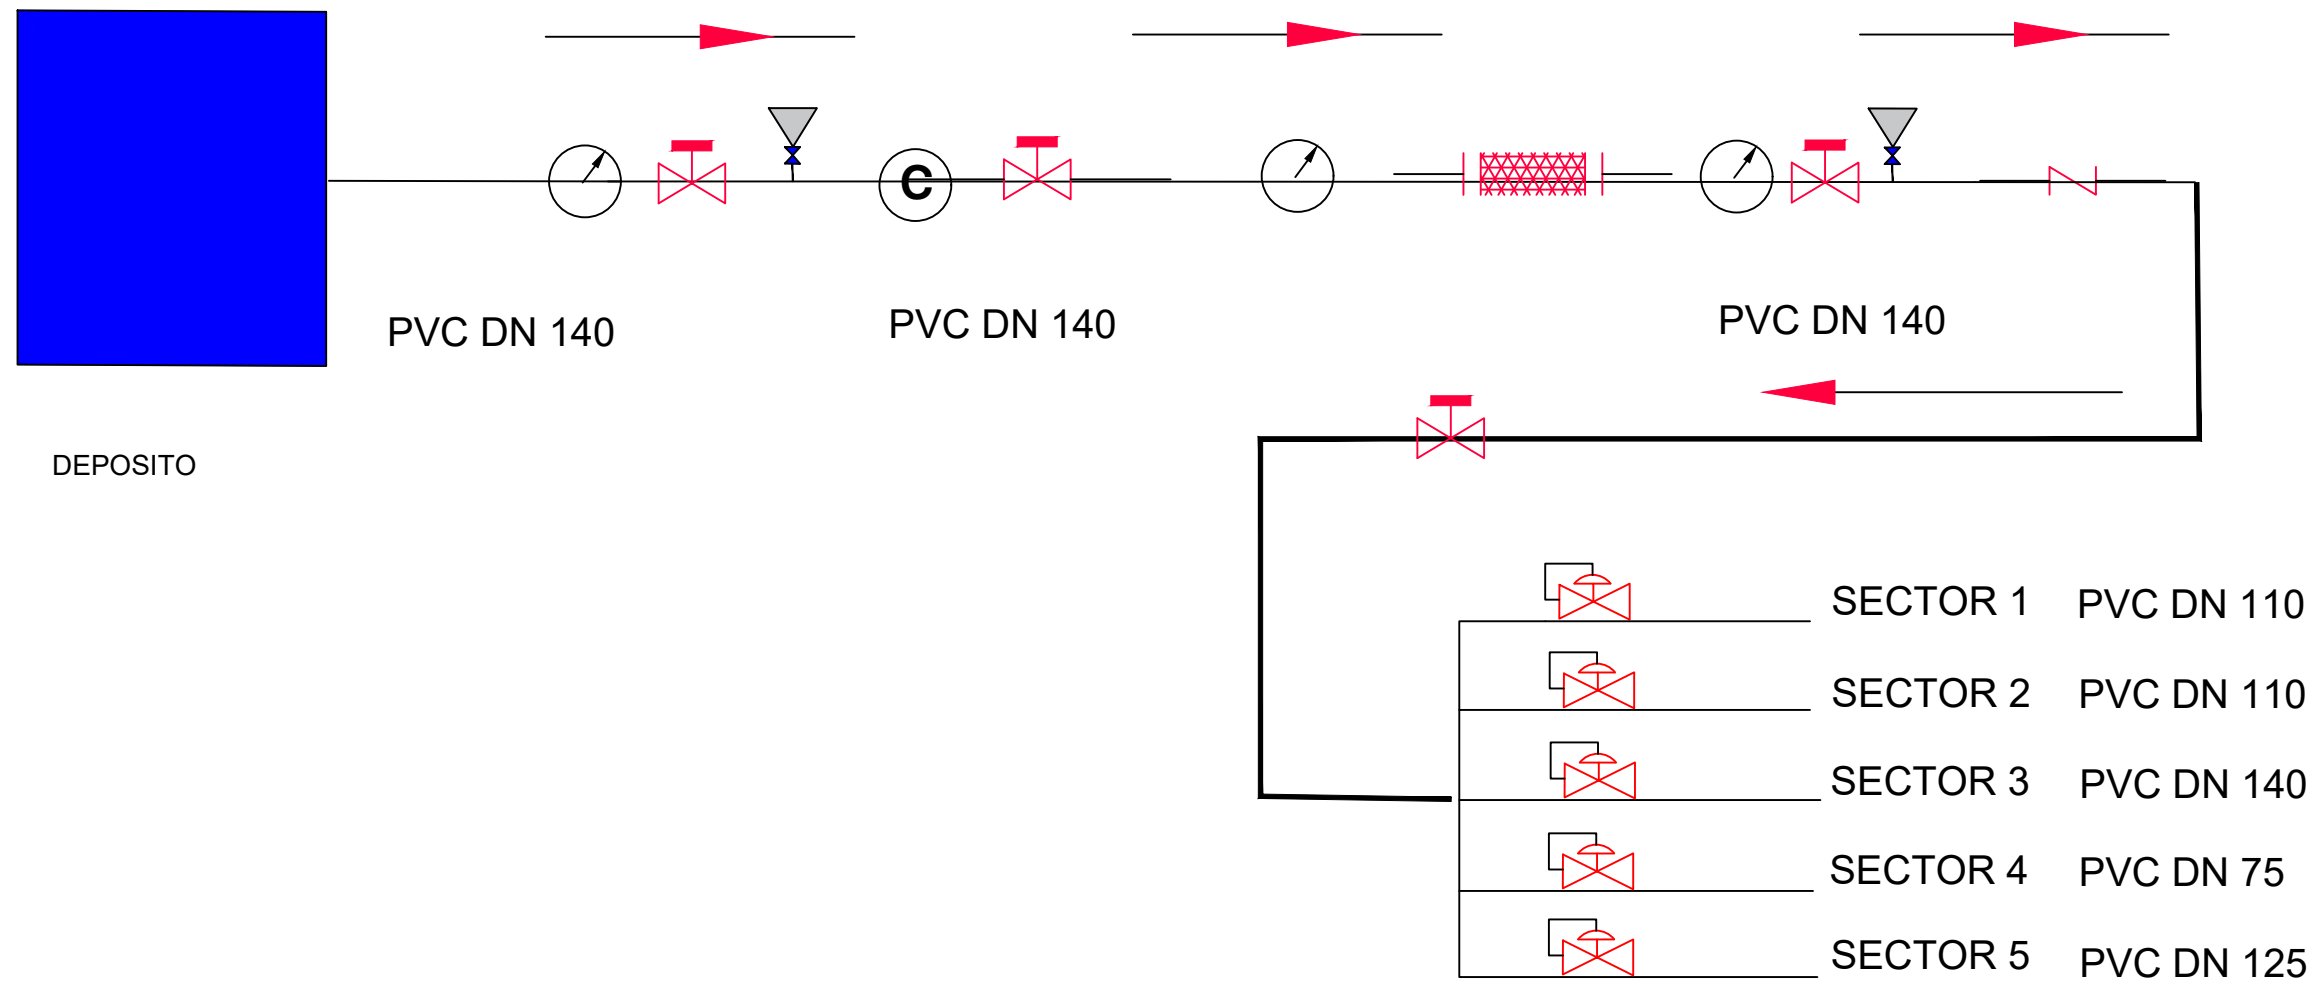 C
PVC DN 140
PVC DN 140
PVC DN 140
DEPOSITO
SECTOR 1 PVC DN 110
SECTOR 2 PVC DN 110
SECTOR 3 PVC DN 140
SECTOR 4 PVC DN 75
SECTOR 5 PVC DN 125